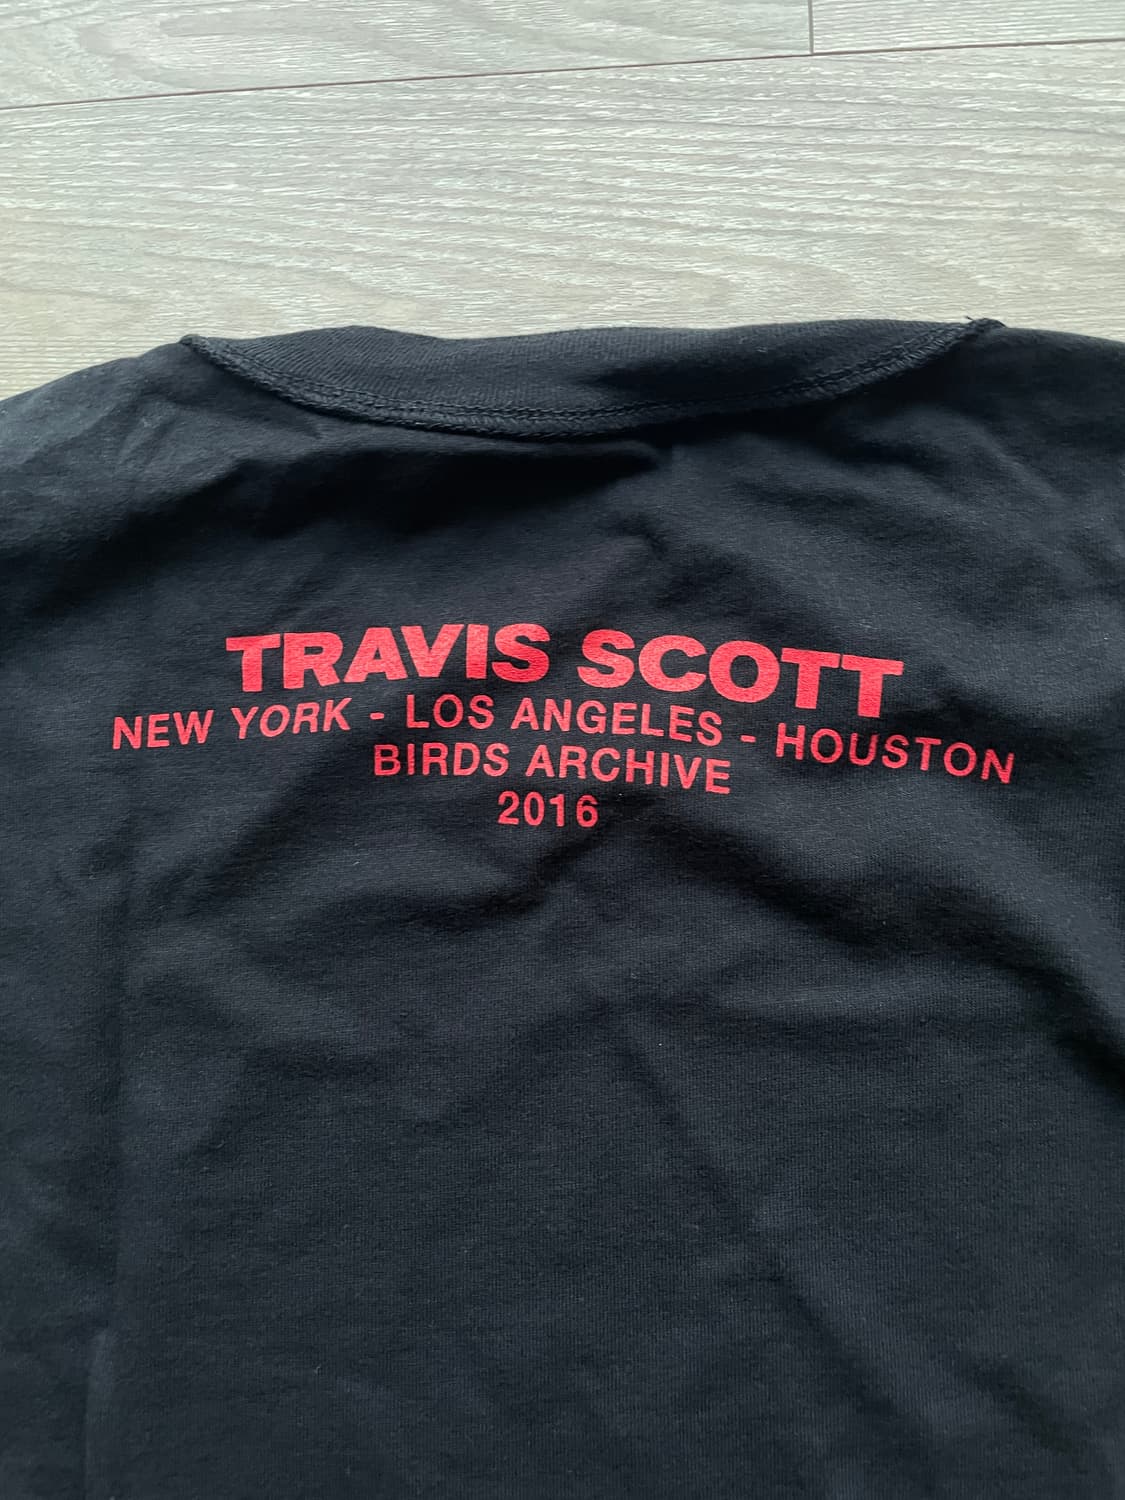 TRAVIS SCOTT
NEW YORK - LOS ANGELES - HOUSTON
BIRDS ARCHIVE
2016